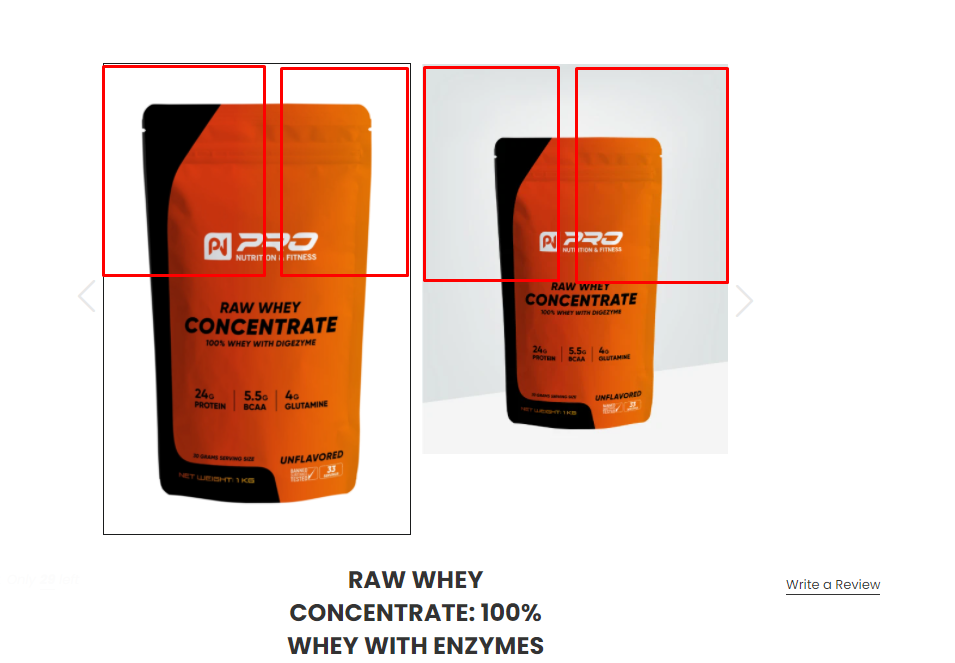 PN PRO
NUTRITION & FITNESS
RAW WHEY
CONCENTRATE
100% WHEY WITH DIGEZYME
24G
PROTEIN
5.5G
BCAA
4G
GLUTAMINE
30 GRAMS SERVING SIZE
UNFLAVORED
NET WEIGHT: 1 KG
BANNED
TESTED
33
SERVINGS
PN PRO
NUTRITION & FITNESS
RAW WHEY
CONCENTRATE
100% WHEY WITH DIGEZYME
24G
PROTEIN
5.5G
BCAA
4G
GLUTAMINE
UNFLAVORED
NET WEIGHT: 1 KG
33
RAW WHEY
CONCENTRATE: 100%
WHEY WITH ENZYMES
Write a Review